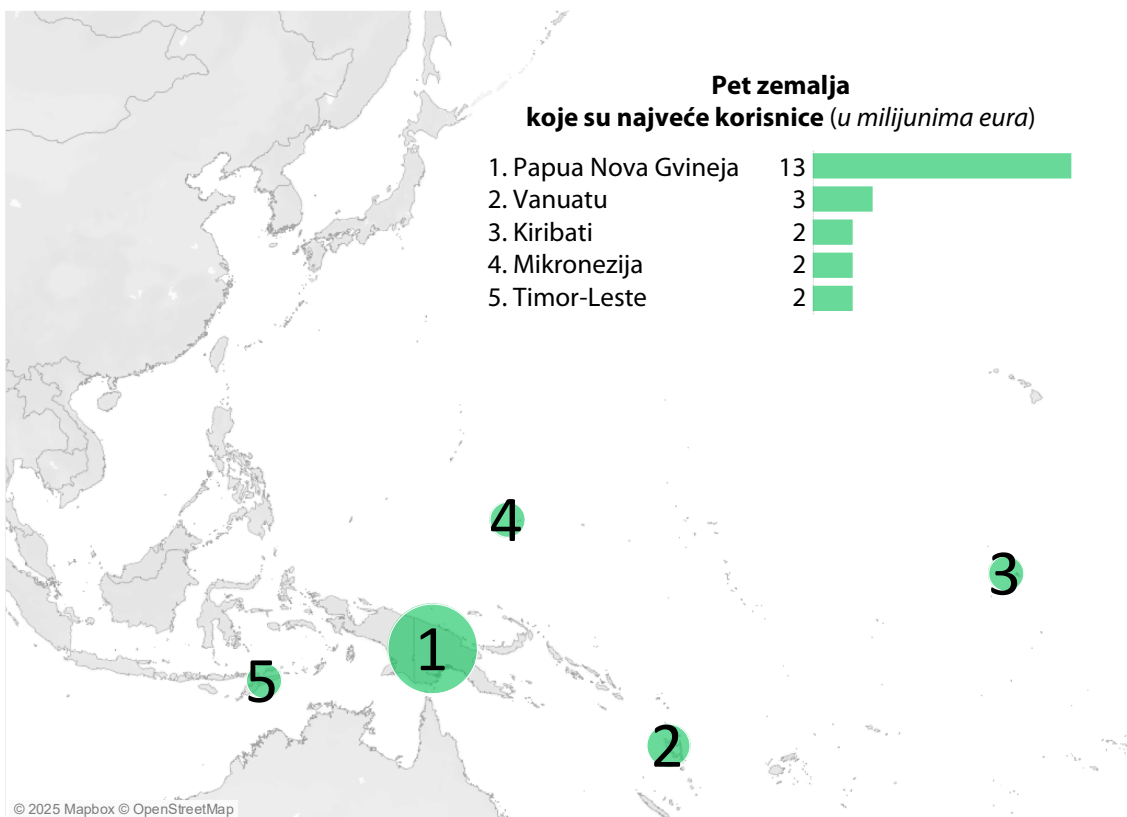 Pet zemalja
koje su najveće korisnice (u milijunima eura)
1. Papua Nova Gvineja 13
2. Vanuatu 3
3. Kiribati 2
4. Mikronezija 2
5. Timor-Leste 2
4
3
1
5
2
© 2025 Mapbox © OpenStreetMap